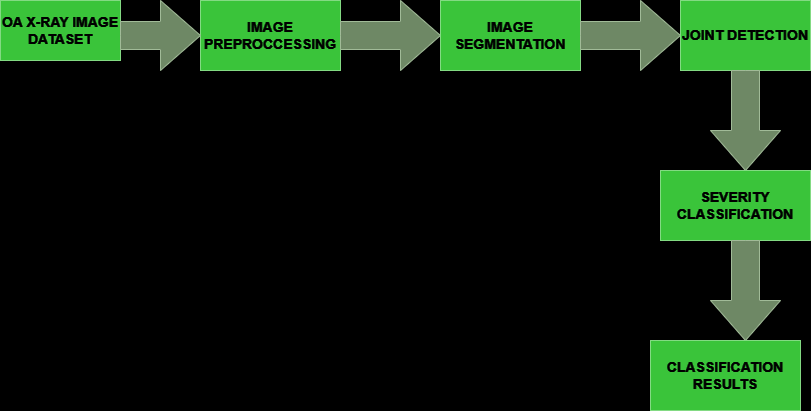 OA X-RAY IMAGE
DATASET
IMAGE
PREPROCCESSING
IMAGE
SEGMENTATION
JOINT DETECTION
SEVERITY
CLASSIFICATION
CLASSIFICATION
RESULTS